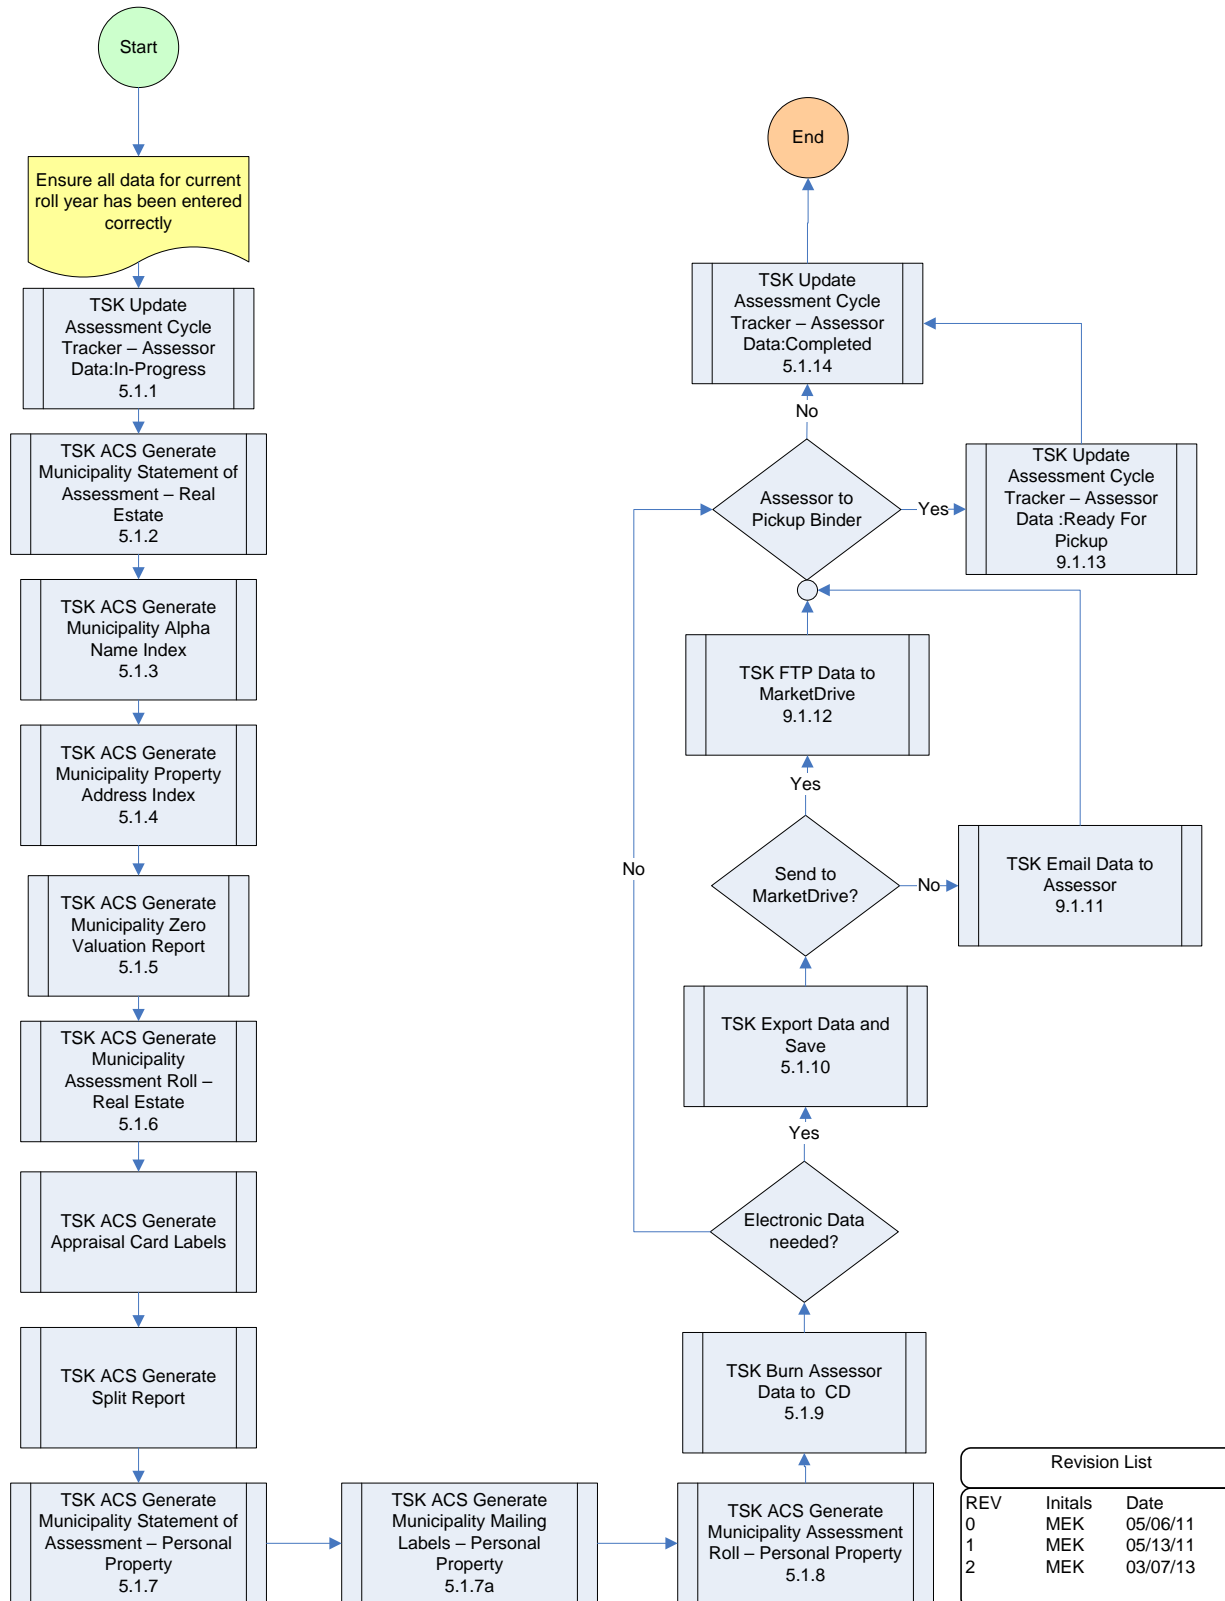 Start
Ensure all data for current
roll year has been entered
correctly
TSK Update
Assessment Cycle
Tracker – Assessor
Data:In-Progress
5.1.1
TSK ACS Generate
Municipality Statement of
Assessment – Real
Estate
5.1.2
TSK ACS Generate
Municipality Alpha
Name Index
5.1.3
TSK ACS Generate
Municipality Property
Address Index
5.1.4
TSK ACS Generate
Municipality Zero
Valuation Report
5.1.5
TSK ACS Generate
Municipality
Assessment Roll –
Real Estate
5.1.6
TSK ACS Generate
Appraisal Card Labels
TSK ACS Generate
Split Report
TSK ACS Generate
Municipality Statement of
Assessment – Personal
Property
5.1.7
TSK ACS Generate
Municipality Mailing
Labels – Personal
Property
5.1.7a
TSK ACS Generate
Municipality Assessment
Roll – Personal Property
5.1.8
TSK Burn Assessor
Data to  CD
5.1.9
Electronic Data
needed?
Yes
No
TSK Export Data and
Save
5.1.10
Send to
MarketDrive?
Yes
No
TSK Email Data to
Assessor
9.1.11
TSK FTP Data to
MarketDrive
9.1.12
Assessor to
Pickup Binder
Yes
No
TSK Update
Assessment Cycle
Tracker – Assessor
Data :Ready For
Pickup
9.1.13
TSK Update
Assessment Cycle
Tracker – Assessor
Data:Completed
5.1.14
End
Revision List
REV Initals Date
0 MEK 05/06/11
1 MEK 05/13/11
2 MEK 03/07/13